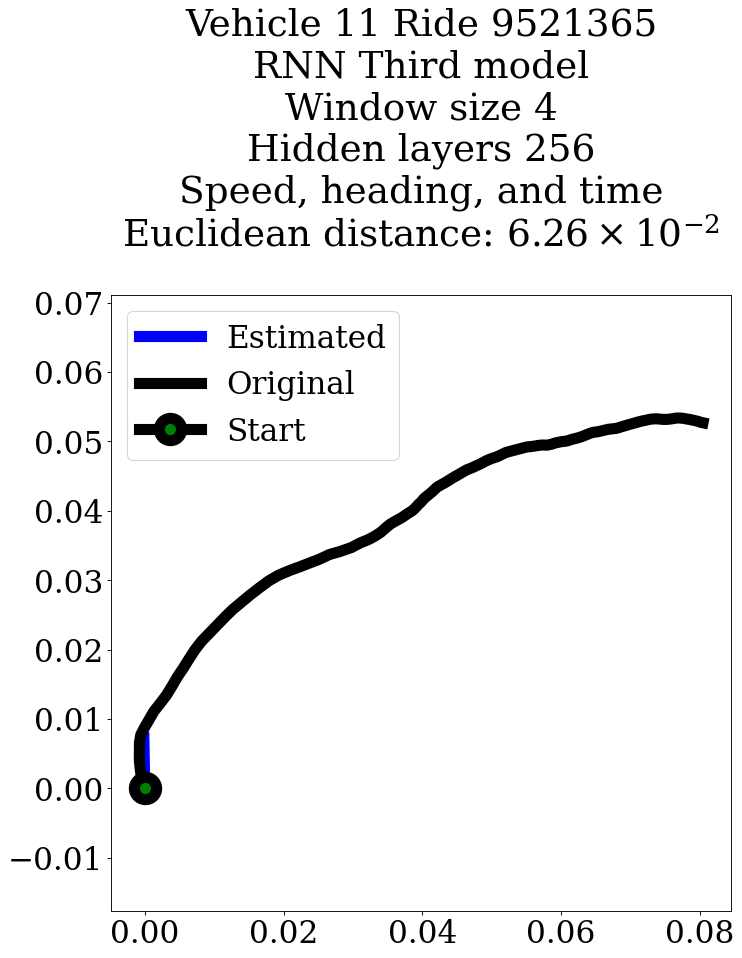 Vehicle 11 Ride 9521365
RNN Third model
Window size 4
Hidden layers 256
Speed, heading, and time
Euclidean distance: 6.26 × 10⁻²
0.07
Estimated
0.06
Original
Start
0.05
0.04
0.03
0.02
0.01
0.00
−0.01
0.00 0.02 0.04 0.06 0.08